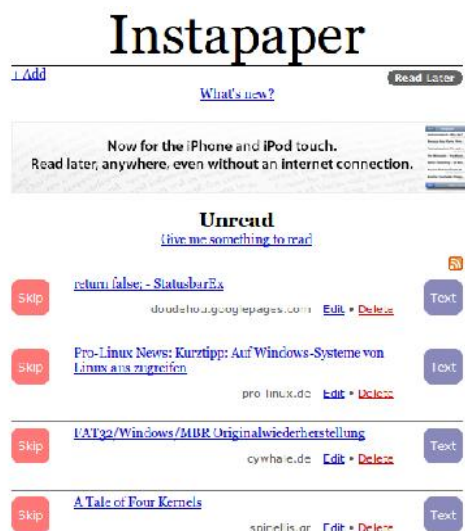 Instapaper
+ Add
Read Later
What's new?
Now for the iPhone and iPod touch.
Read later, anywhere, even without an internet connection.
Unread
Give me something to read
Skip
return false; - StatusbarEx
Text
doudehou.googlepages.com Edit • Delete
Skip
Pro-Linux News: Kurztipp: Auf Windows-Systeme von
Linux aus zugreifen
Text
pro-linux.de Edit • Delete
Skip
FAT32/Windows/MBR Originalwiederherstellung
Text
cywhale.de Edit • Delete
Skip
A Tale of Four Kernels
Text
spinellis.gr Edit • Delete